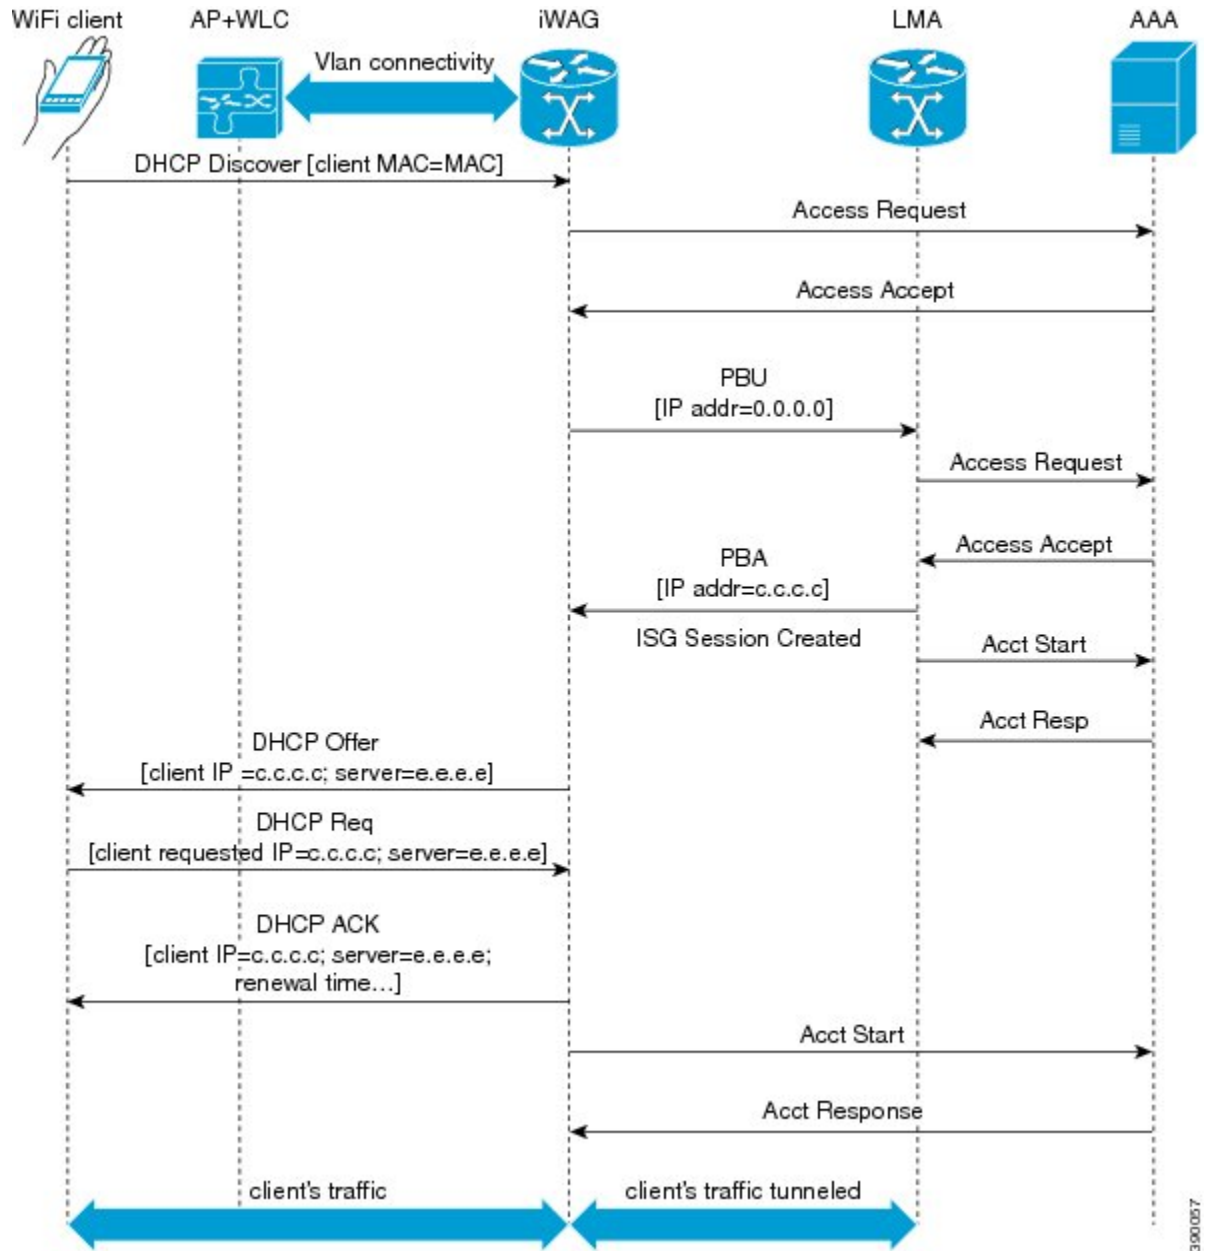 WiFi client AP+WLC iWAG LMA AAA
Vlan connectivity
DHCP Discover [client MAC=MAC]
Access Request
Access Accept
PBU
[IP addr=0.0.0.0]
Access Request
Access Accept
PBA
[IP addr=c.c.c.c]
ISG Session Created
Acct Start
Acct Resp
DHCP Offer
[client IP =c.c.c.c; server=e.e.e.e]
DHCP Req
[client requested IP=c.c.c.c; server=e.e.e.e]
DHCP ACK
[client IP=c.c.c.c; server=e.e.e.e;
renewal time...]
Acct Start
Acct Response
client's traffic client's traffic tunneled
390057